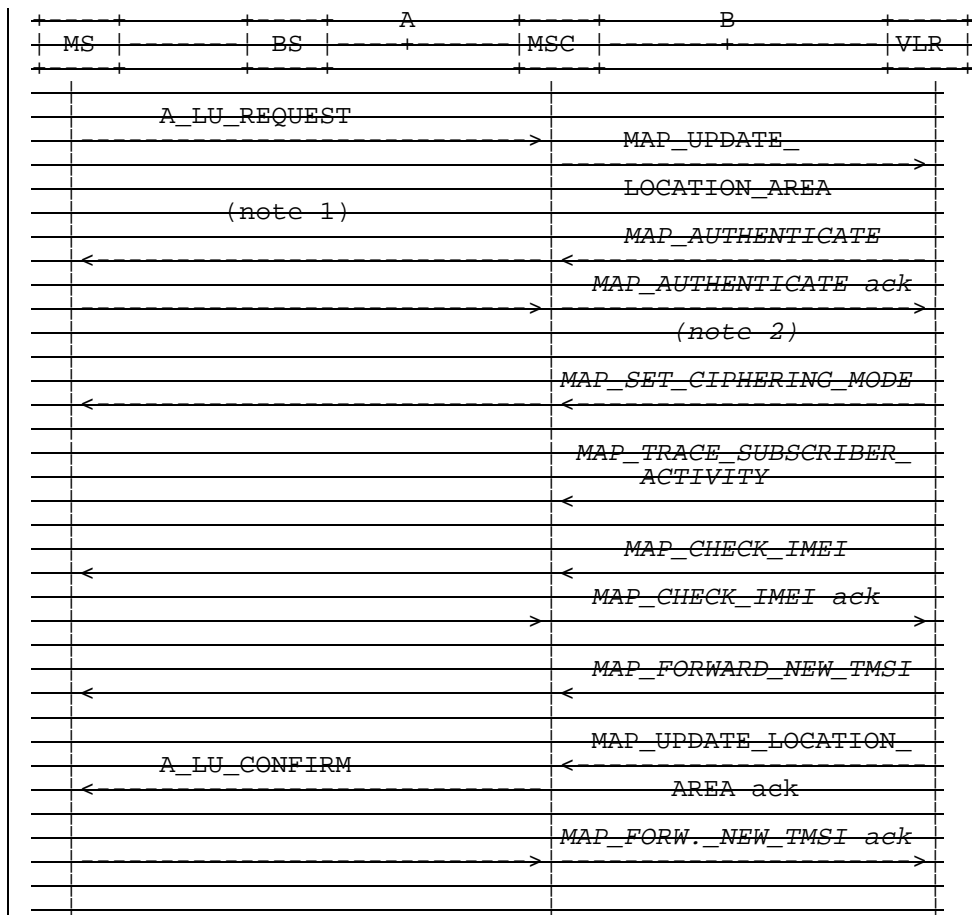 A B
MS BS MSC VLR
A_LU_REQUEST
MAP_UPDATE_
LOCATION_AREA
(note 1)
MAP_AUTHENTICATE
MAP_AUTHENTICATE ack
(note 2)
MAP_SET_CIPHERING_MODE
MAP_TRACE_SUBSCRIBER_
ACTIVITY
MAP_CHECK_IMEI
MAP_CHECK_IMEI ack
MAP_FORWARD_NEW_TMSI
MAP_UPDATE_LOCATION_
A_LU_CONFIRM
AREA ack
MAP_FORW._NEW_TMSI ack